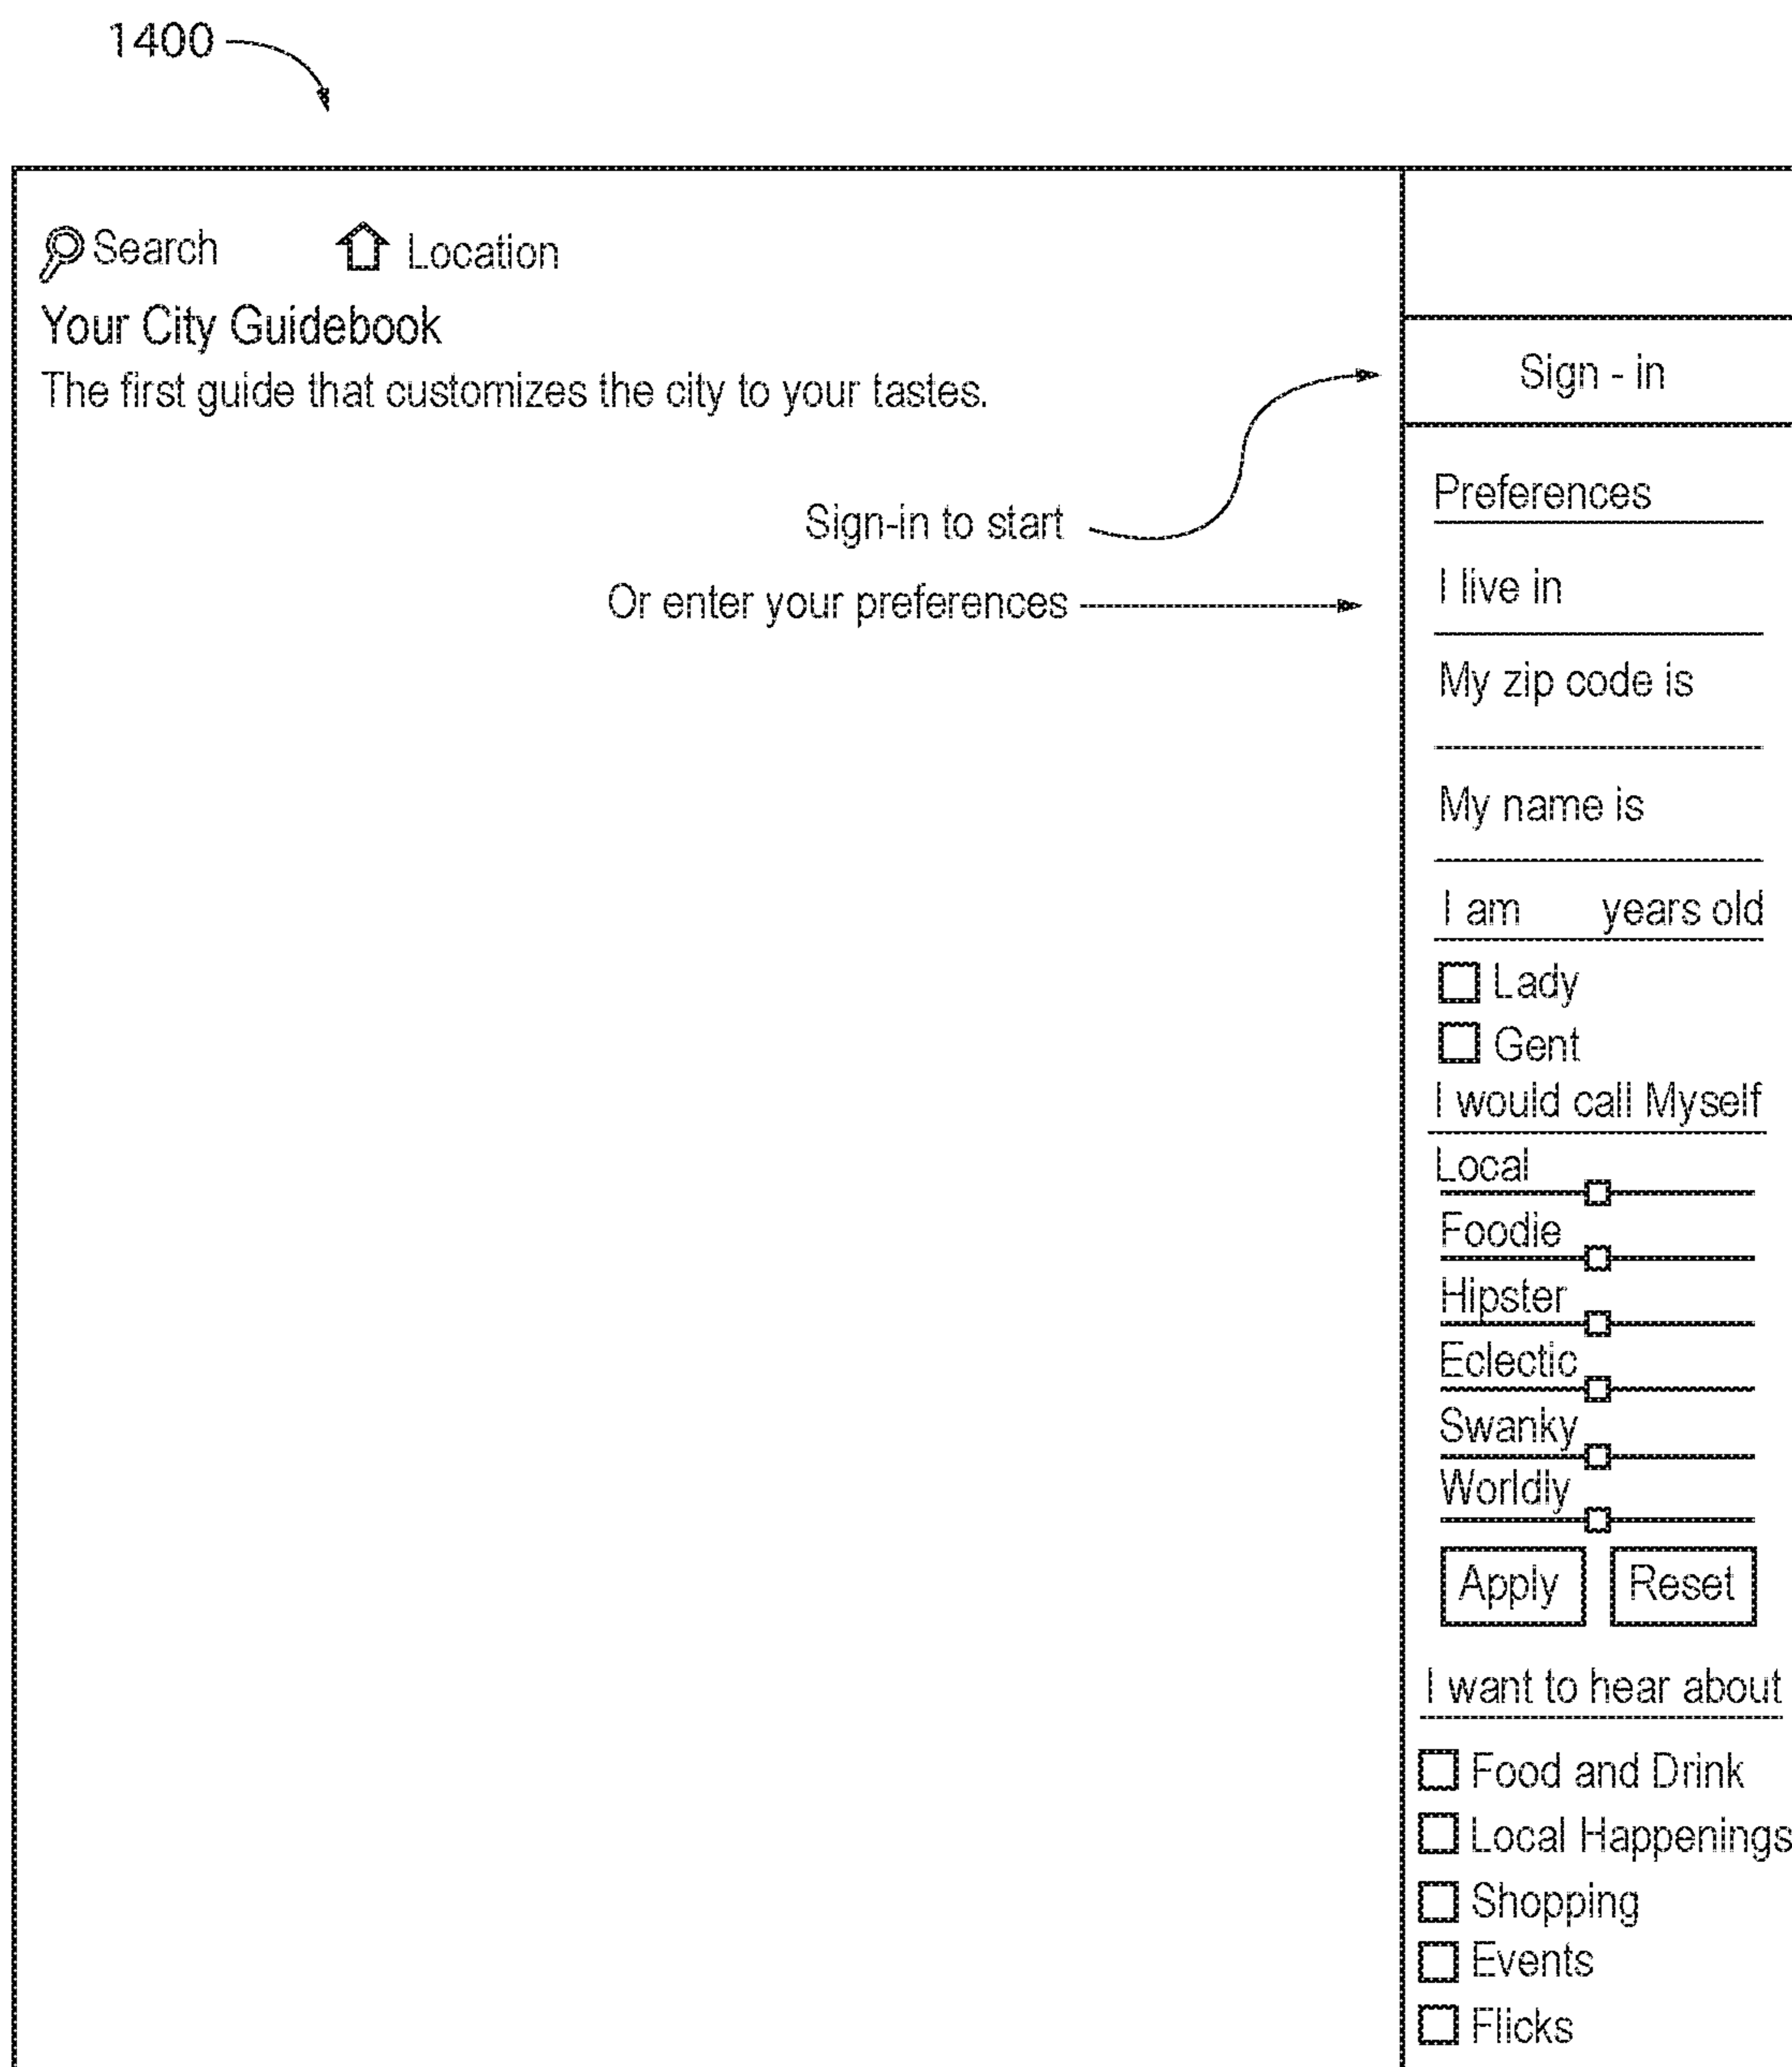 1400
Search Location
Your City Guidebook
The first guide that customizes the city to your tastes.
Sign-in to start
Or enter your preferences
Sign - in
Preferences
I live in
My zip code is
My name is
I am years old
Lady
Gent
I would call Myself
Local
Foodie
Hipster
Eclectic
Swanky
Worldly
Apply Reset
I want to hear about
Food and Drink
Local Happenings
Shopping
Events
Flicks